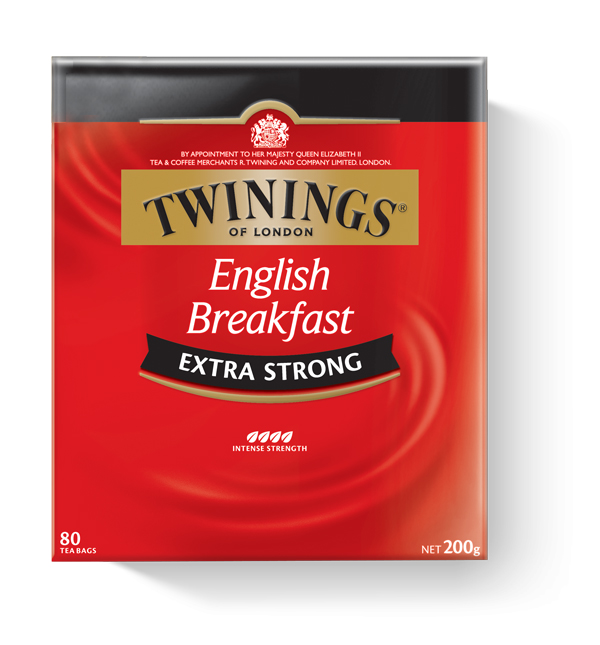 BY APPOINTMENT TO HER MAJESTY QUEEN ELIZABETH II
TEA & COFFEE MERCHANTS R.TWINING AND COMPANY LIMITED. LONDON.
TWININGS®
OF LONDON
English
Breakfast
EXTRA STRONG
INTENSE STRENGTH
80
TEA BAGS
NET 200g